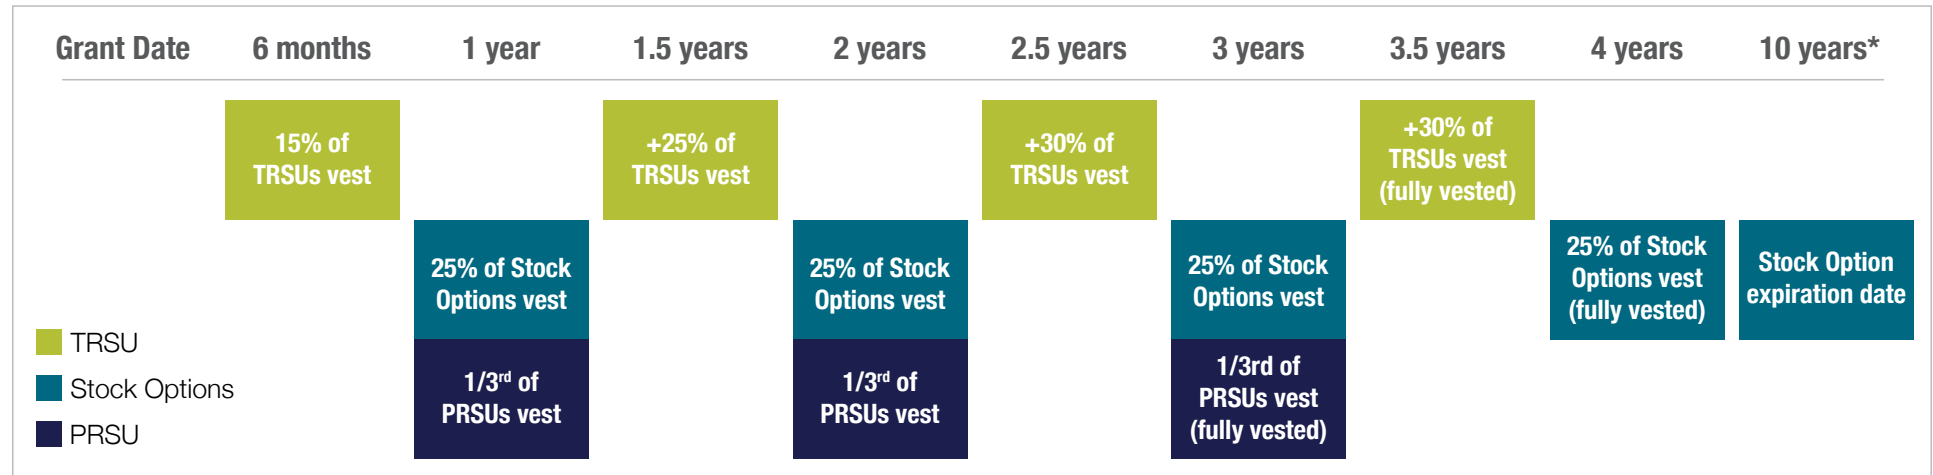 Grant Date 6 months 1 year 1.5 years 2 years 2.5 years 3 years 3.5 years 4 years 10 years*
15% of
TRSUs vest
+25% of
TRSUs vest
+30% of
TRSUs vest
+30% of
TRSUs vest
(fully vested)
25% of Stock
Options vest
25% of Stock
Options vest
25% of Stock
Options vest
25% of Stock
Options vest
(fully vested)
Stock Option
expiration date
1/3rd of
PRSUs vest
1/3rd of
PRSUs vest
1/3rd of
PRSUs vest
(fully vested)
TRSU
Stock Options
PRSU